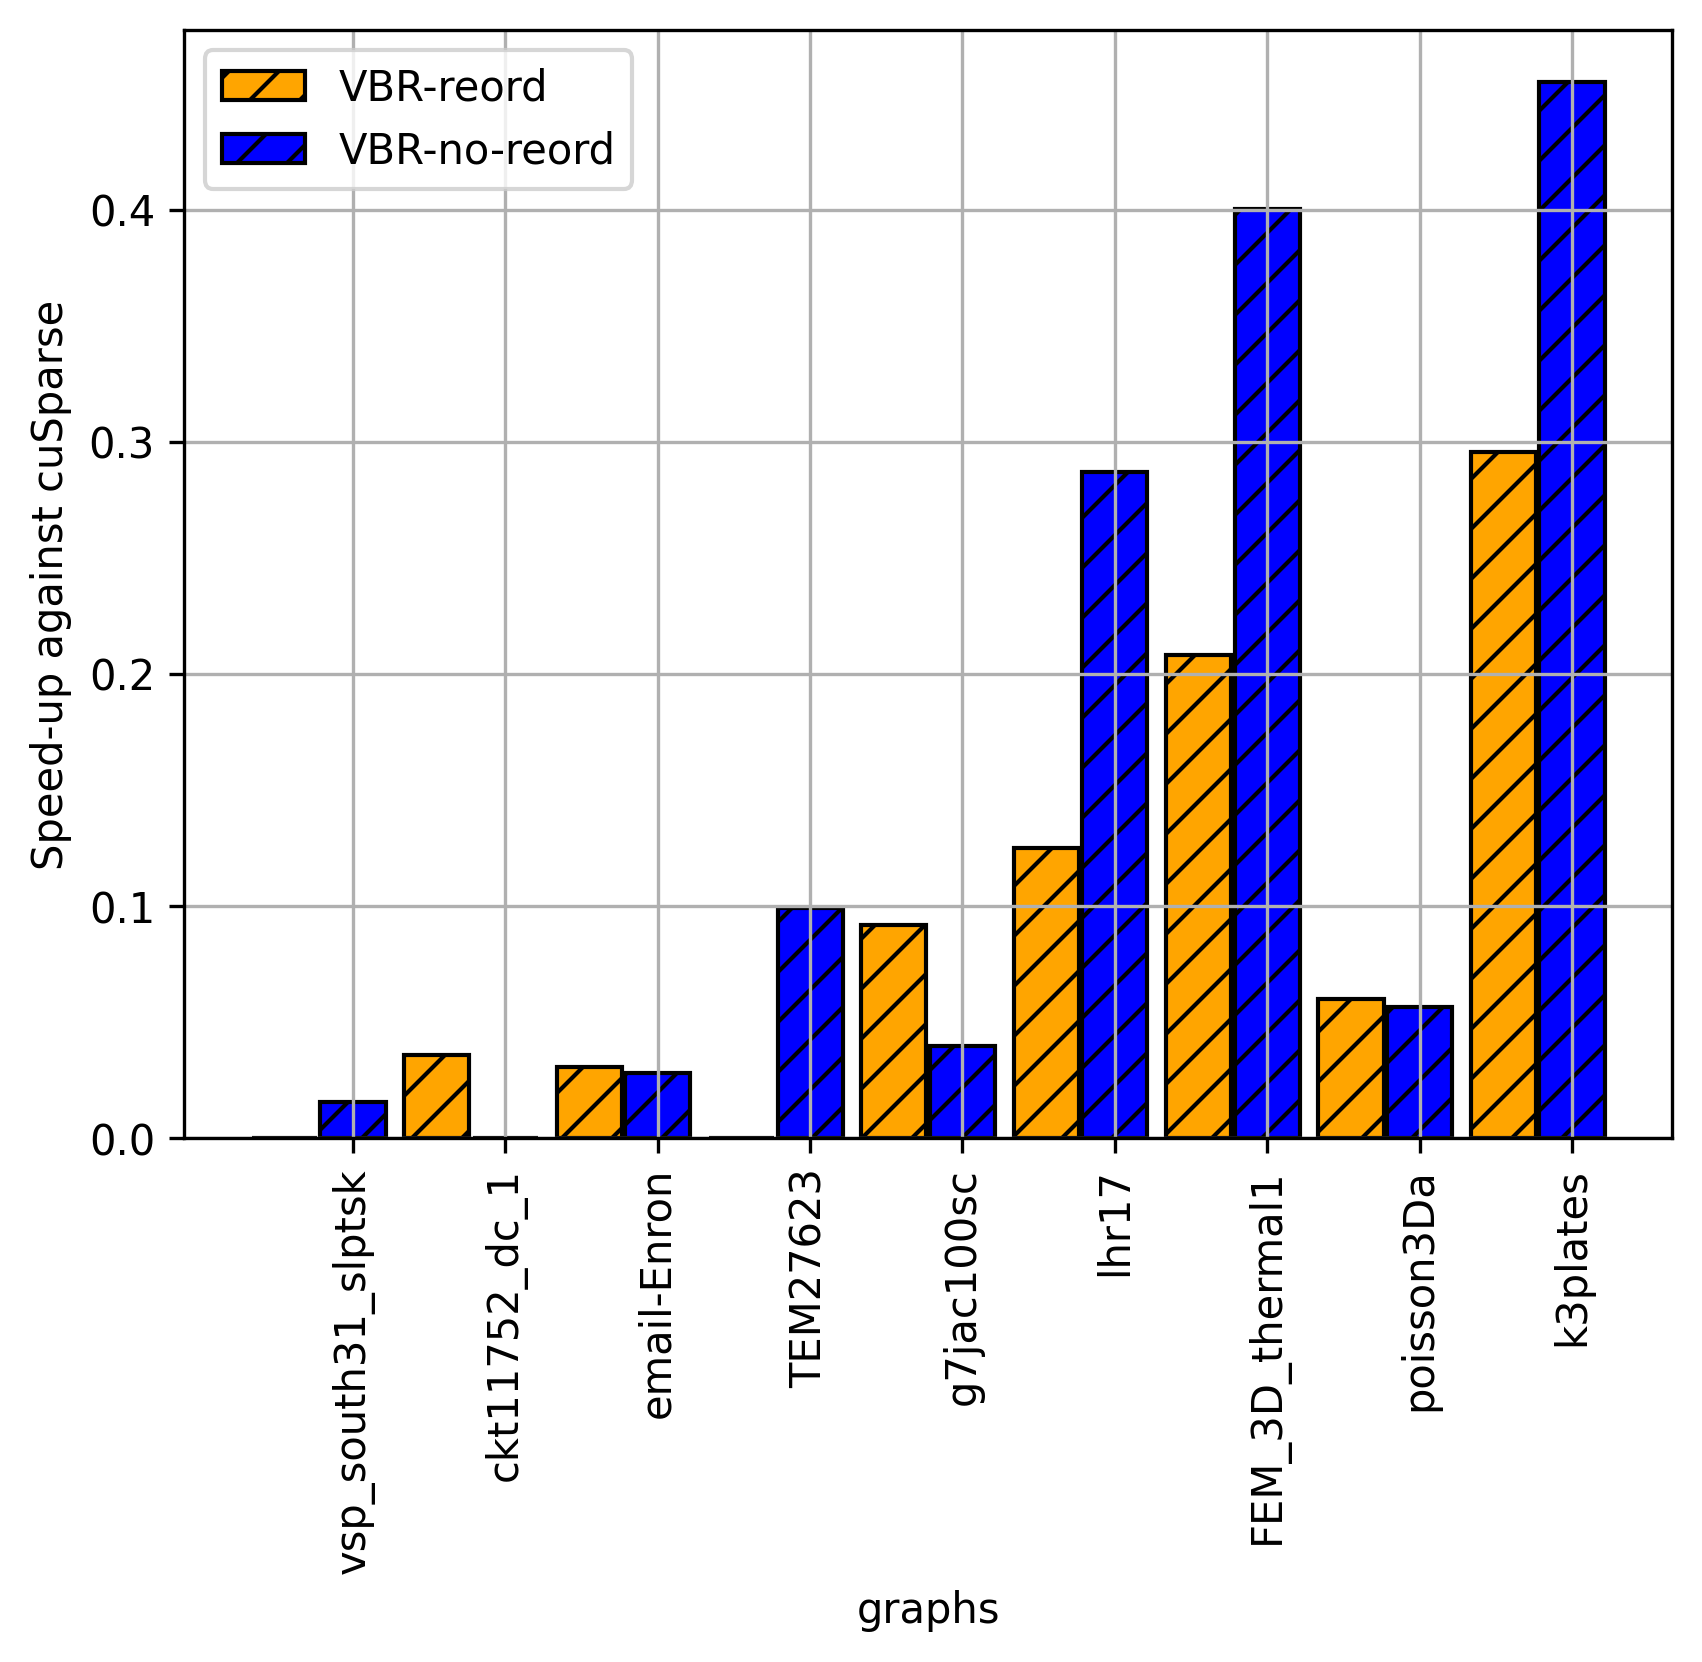 VBR-reord
VBR-no-reord
Speed-up against cuSparse
0.4
0.3
0.2
0.1
0.0
vsp_south31_slptsk
ckt11752_dc_1
email-Enron
TEM27623
g7jac100sc
lhr17
FEM_3D_thermal1
poisson3Da
k3plates
graphs